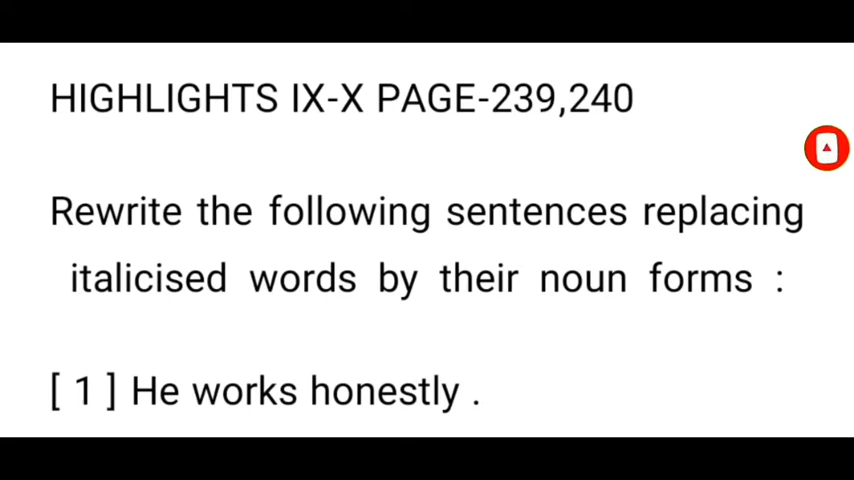 HIGHLIGHTS IX-X PAGE-239,240
Rewrite the following sentences replacing
italicised words by their noun forms :
[ 1 ] He works honestly .